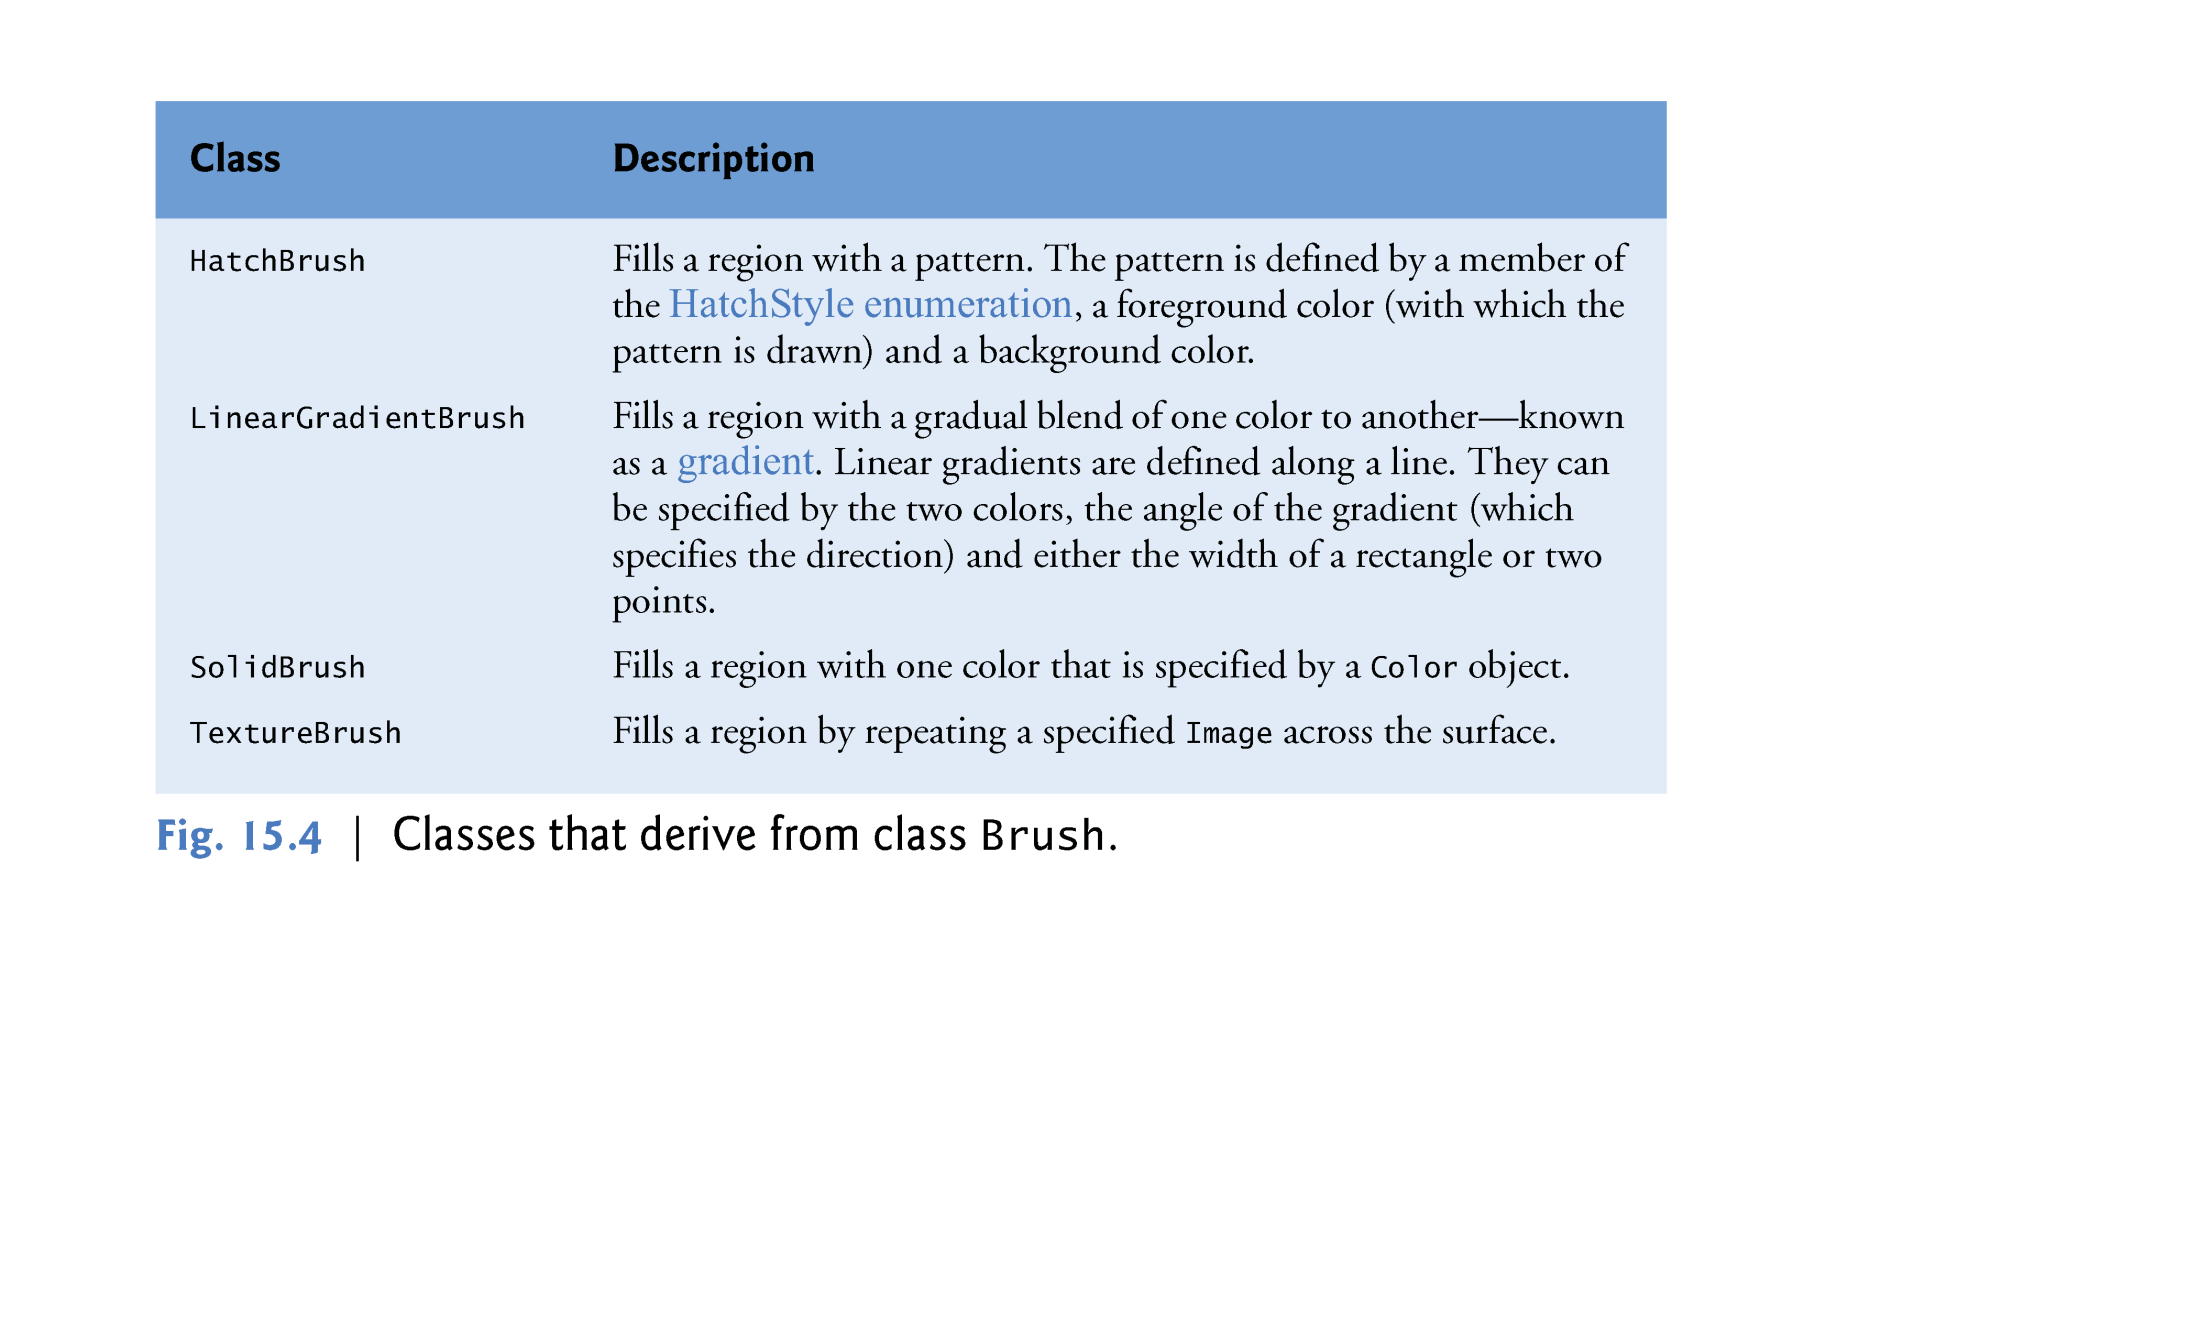 Class Description
HatchBrush Fills a region with a pattern. The pattern is defined by a member of
the HatchStyle enumeration, a foreground color (with which the
pattern is drawn) and a background color.
LinearGradientBrush Fills a region with a gradual blend of one color to another—known
as a gradient. Linear gradients are defined along a line. They can
be specified by the two colors, the angle of the gradient (which
specifies the direction) and either the width of a rectangle or two
points.
SolidBrush Fills a region with one color that is specified by a Color object.
TextureBrush Fills a region by repeating a specified Image across the surface.
Fig. 15.4 | Classes that derive from class Brush.